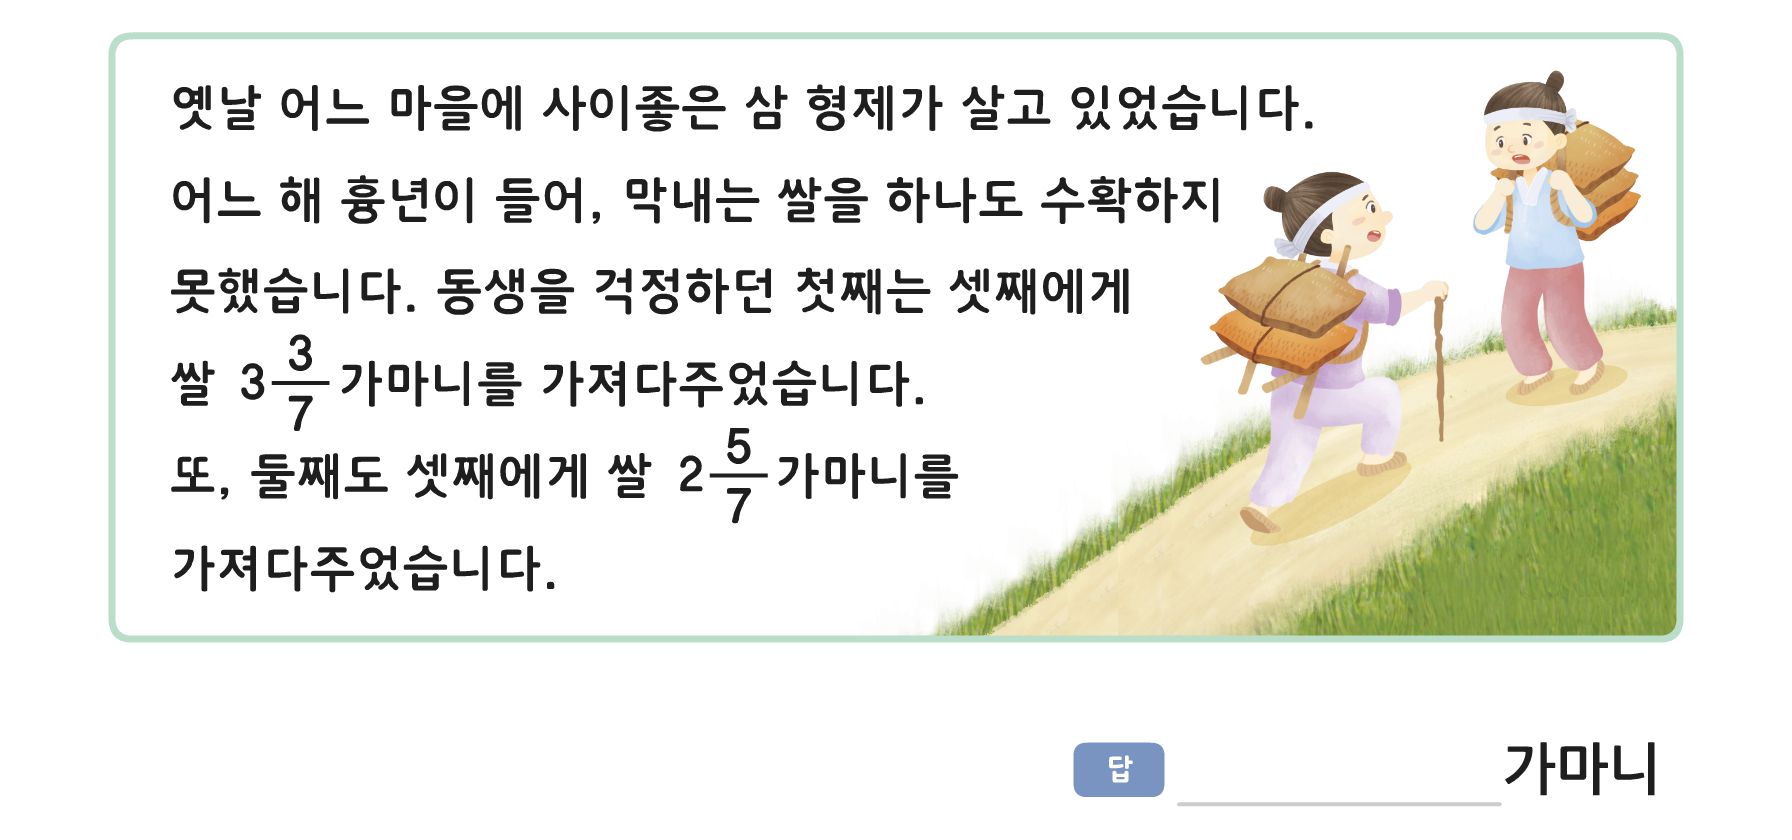 옛날 어느 마을에 사이좋은 삼 형제가 살고 있었습니다.
어느 해 흉년이 들어, 막내는 쌀을 하나도 수확하지
못했습니다. 동생을 걱정하던 첫째는 셋째에게
쌀 3 3/7 가마니를 가져다주었습니다.
또, 둘째도 셋째에게 쌀 2 5/7 가마니를
가져다주었습니다.
답 가마니